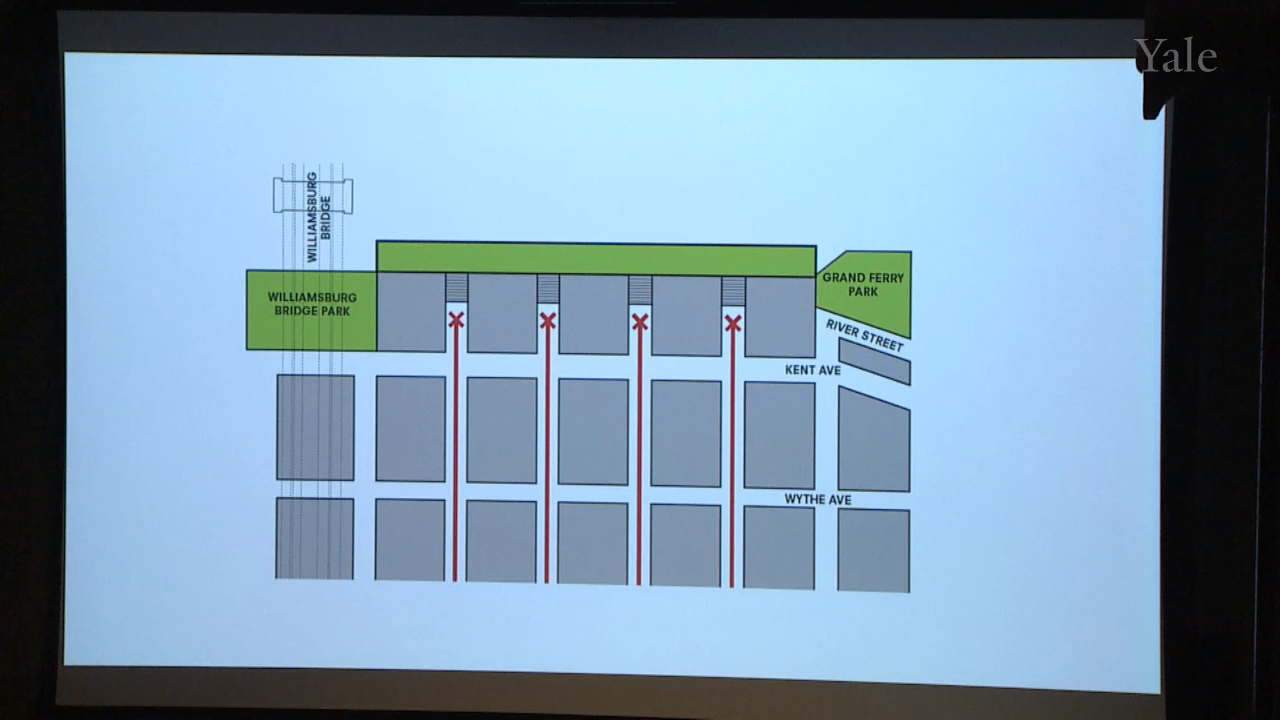 Yale
WILLIAMSBURG
BRIDGE
WILLIAMSBURG
BRIDGE PARK
GRAND FERRY
PARK
RIVER STREET
KENT AVE
WYTHE AVE